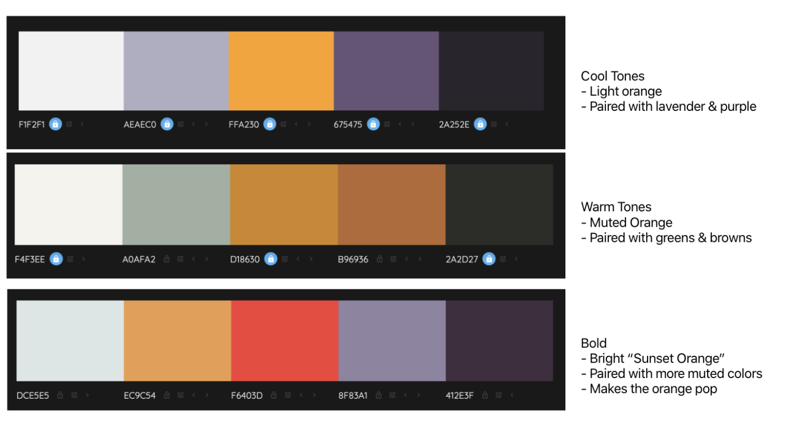 Cool Tones
- Light orange
- Paired with lavender & purple
F1F2F1 AEAEC0 FFA230 675475 2A252E
Warm Tones
- Muted Orange
- Paired with greens & browns
F4F3EE A0AFA2 D18630 B96936 2A2D27
Bold
- Bright “Sunset Orange”
- Paired with more muted colors
- Makes the orange pop
DCE5E5 EC9C54 F6403D 8F83A1 412E3F